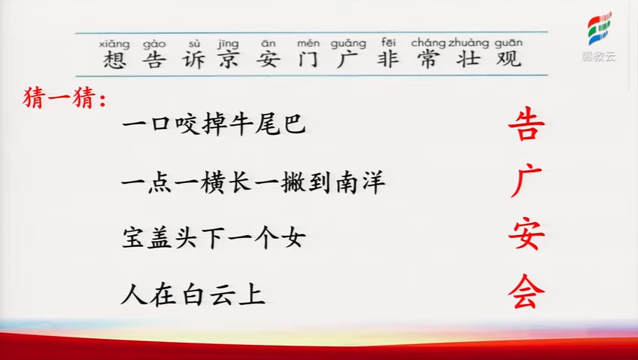 xiǎng gào sù jīng ān mén guǎng fēi cháng zhuàng guān
想 告 诉 京 安 门 广 非 常 壮 观
猜一猜：
一口咬掉牛尾巴 告
一点一横长一撇到南洋 广
宝盖头下一个女 安
人在白云上 会